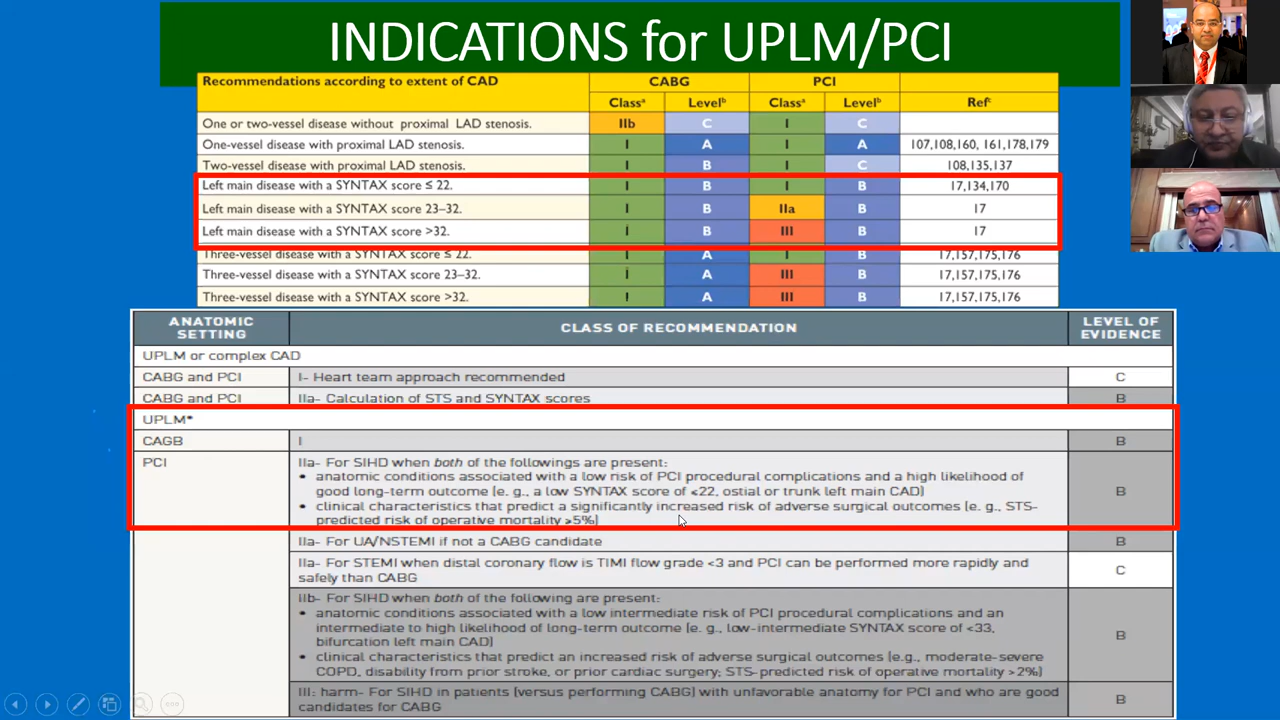 INDICATIONS for UPLM/PCI
Recommendations according to extent of CAD CABG PCI
Classᵃ Levelᵇ Classᵃ Levelᵇ Refᶜ
One or two-vessel disease without proximal LAD stenosis. IIb C I C
One-vessel disease with proximal LAD stenosis. I A I A 107,108,160, 161,178,179
Two-vessel disease with proximal LAD stenosis. I B I C 108,135,137
Left main disease with a SYNTAX score ≤ 22. I B I B 17,134,170
Left main disease with a SYNTAX score 23–32. I B IIa B 17
Left main disease with a SYNTAX score >32. I B III B 17
Three-vessel disease with a SYNTAX score ≤ 22. I A I B 17,157,175,176
Three-vessel disease with a SYNTAX score 23–32. I A III B 17,157,175,176
Three-vessel disease with a SYNTAX score >32. I A III B 17,157,175,176
ANATOMIC SETTING CLASS OF RECOMMENDATION LEVEL OF EVIDENCE
UPLM or complex CAD
CABG and PCI I- Heart team approach recommended C
CABG and PCI IIa- Calculation of STS and SYNTAX scores B
UPLM*
CAGB I B
PCI IIa- For SIHD when both of the followings are present:
• anatomic conditions associated with a low risk of PCI procedural complications and a high likelihood of
good long-term outcome (e. g., a low SYNTAX score of ≤22, ostial or trunk left main CAD) B
• clinical characteristics that predict a significantly increased risk of adverse surgical outcomes (e. g., STS-
predicted risk of operative mortality ≥5%)
IIa- For UA/NSTEMI if not a CABG candidate B
IIa- For STEMI when distal coronary flow is TIMI flow grade <3 and PCI can be performed more rapidly and
safely than CABG C
IIb- For SIHD when both of the following are present:
• anatomic conditions associated with a low intermediate risk of PCI procedural complications and an
intermediate to high likelihood of long-term outcome (e. g., low-intermediate SYNTAX score of <33,
bifurcation left main CAD) B
• clinical characteristics that predict an increased risk of adverse surgical outcomes (e.g., moderate-severe
COPD, disability from prior stroke, or prior cardiac surgery; STS-predicted risk of operative mortality >2%)
III: harm- For SIHD in patients (versus performing CABG) with unfavorable anatomy for PCI and who are good
candidates for CABG B